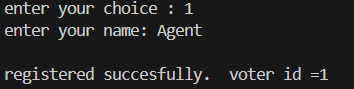 enter your choice : 1
enter your name: Agent
registered succesfully.  voter id =1